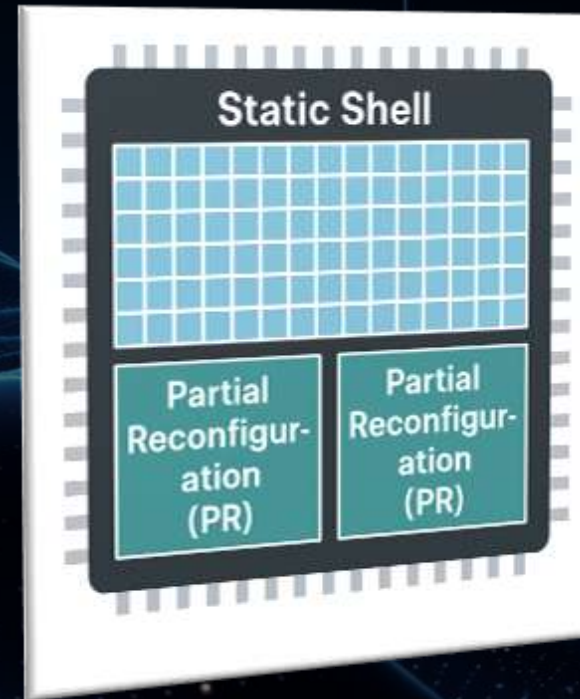 Static Shell
Partial
Reconfigur-
ation
(PR)
Partial
Reconfigur-
ation
(PR)